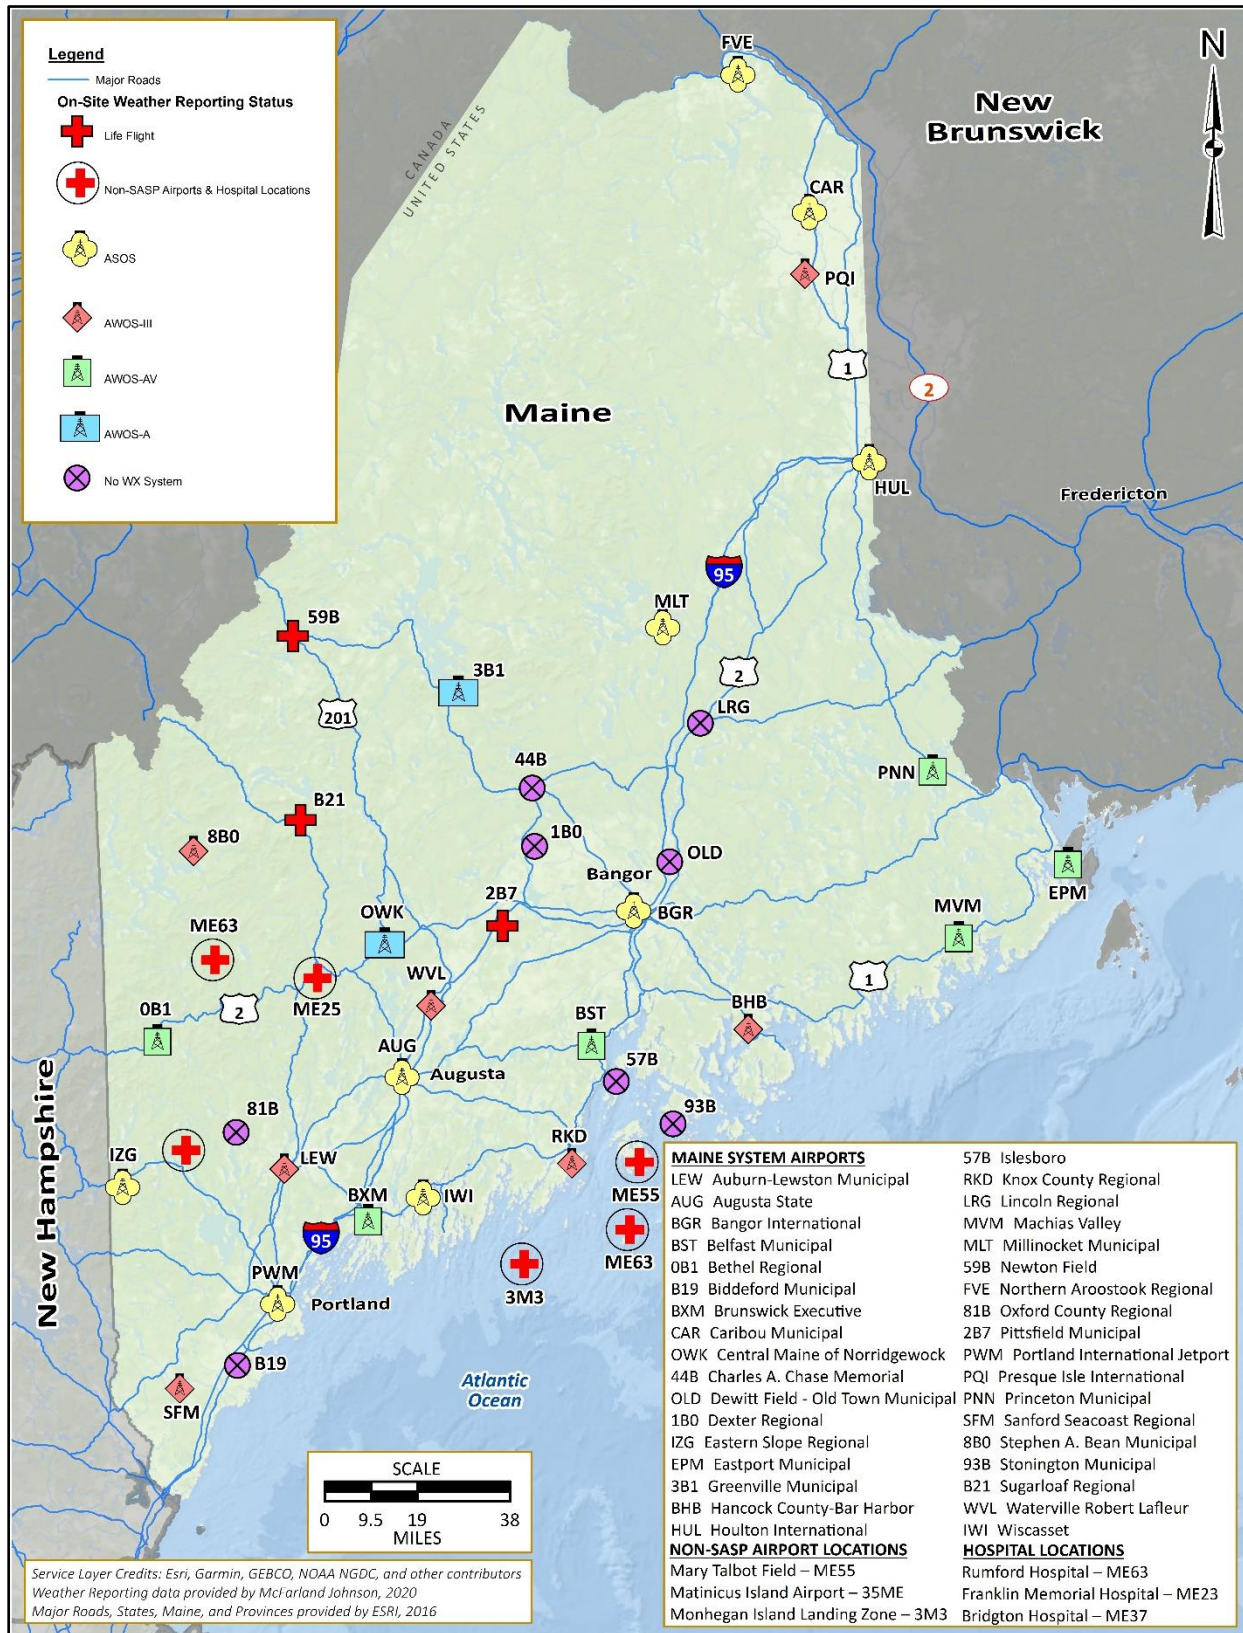 Legend
Major Roads
On-Site Weather Reporting Status
Life Flight
Non-SASP Airports & Hospital Locations
ASOS
AWOS-III
AWOS-AV
AWOS-A
No WX System
N
FVE
New
Brunswick
CANADA
UNITED STATES
CAR
PQI
1
2
Maine
HUL
Fredericton
95
MLT
59B
3B1
2
201
LRG
44B
PNN
B21
8B0
1B0
OLD
Bangor
EPM
2B7
BGR
MVM
OWK
ME63
WVL
1
ME25
2
0B1
BHB
BST
AUG
Augusta
57B
New Hampshire
81B
93B
IZG
LEW
RKD
ME55
BXM
IWI
95
ME63
PWM
Portland
3M3
B19
SFM
Atlantic
Ocean
SCALE
0 9.5 19 38
MILES
Service Layer Credits: Esri, Garmin, GEBCO, NOAA NGDC, and other contributors
Weather Reporting data provided by McFarland Johnson, 2020
Major Roads, States, Maine, and Provinces provided by ESRI, 2016
MAINE SYSTEM AIRPORTS
LEW Auburn-Lewston Municipal
AUG Augusta State
BGR Bangor International
BST Belfast Municipal
0B1 Bethel Regional
B19 Biddeford Municipal
BXM Brunswick Executive
CAR Caribou Municipal
OWK Central Maine of Norridgewock
44B Charles A. Chase Memorial
OLD Dewitt Field - Old Town Municipal
1B0 Dexter Regional
IZG Eastern Slope Regional
EPM Eastport Municipal
3B1 Greenville Municipal
BHB Hancock County-Bar Harbor
HUL Houlton International
57B Islesboro
RKD Knox County Regional
LRG Lincoln Regional
MVM Machias Valley
MLT Millinocket Municipal
59B Newton Field
FVE Northern Aroostook Regional
81B Oxford County Regional
2B7 Pittsfield Municipal
PWM Portland International Jetport
PQI Presque Isle International
PNN Princeton Municipal
SFM Sanford Seacoast Regional
8B0 Stephen A. Bean Municipal
93B Stonington Municipal
B21 Sugarloaf Regional
WVL Waterville Robert Lafleur
IWI Wiscasset
NON-SASP AIRPORT LOCATIONS
Mary Talbot Field – ME55
Matinicus Island Airport – 35ME
Monhegan Island Landing Zone – 3M3
HOSPITAL LOCATIONS
Rumford Hospital – ME63
Franklin Memorial Hospital – ME23
Bridgton Hospital – ME37